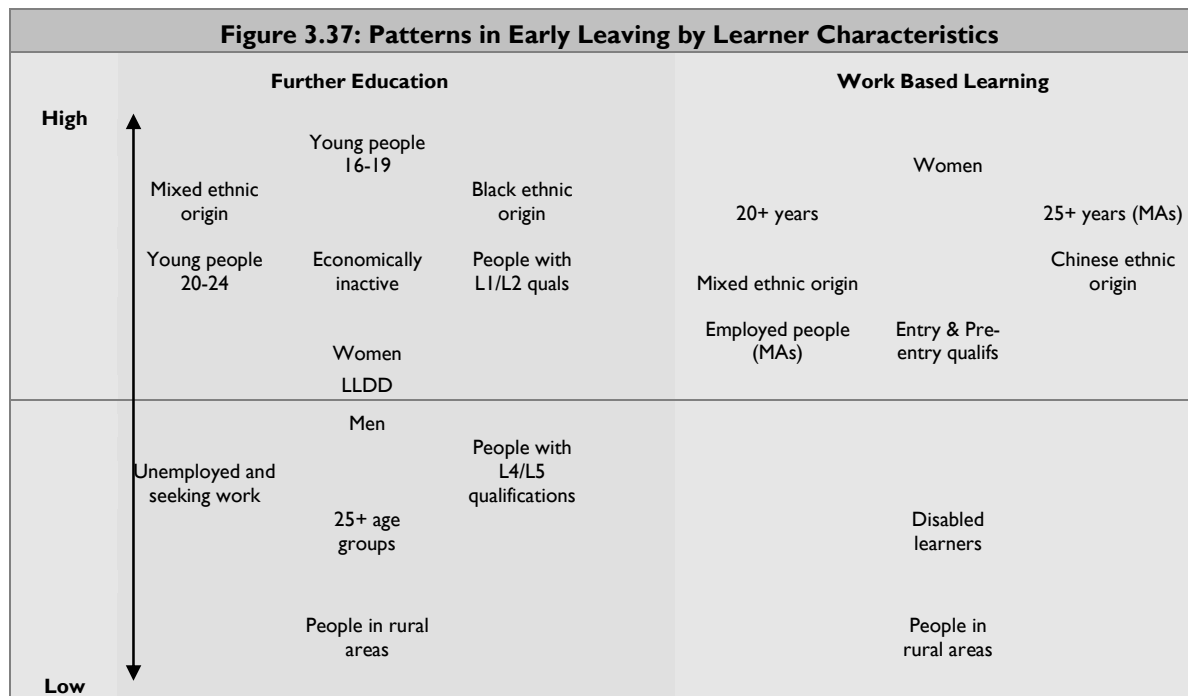 Figure 3.37: Patterns in Early Leaving by Learner Characteristics
Further Education
Work Based Learning
High
Young people
16-19
Women
Mixed ethnic
origin
Black ethnic
origin
20+ years
25+ years (MAs)
Young people
20-24
Economically
inactive
People with
L1/L2 quals
Mixed ethnic origin
Chinese ethnic
origin
Employed people
(MAs)
Entry & Pre-
entry qualifs
Women
LLDD
Men
Unemployed and
seeking work
People with
L4/L5
qualifications
25+ age
groups
Disabled
learners
People in rural
areas
People in
rural areas
Low